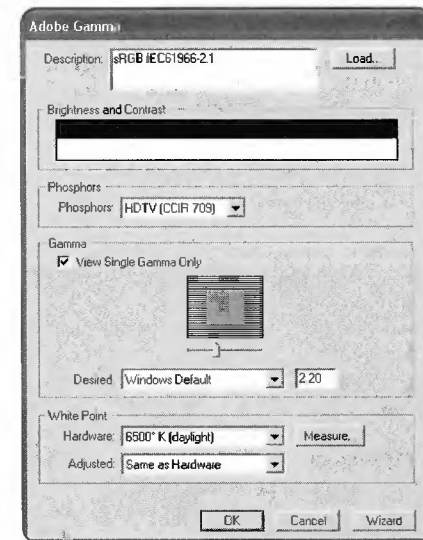 Adobe Gamma
Description: sRGB IEC61966-2.1 Load..
Brightness and Contrast
Phosphors
Phosphors: HDTV (CCIR 709)
Gamma
View Single Gamma Only
Desired: Windows Default 2.20
White Point
Hardware: 6500° K (daylight) Measure..
Adjusted: Same as Hardware
OK Cancel Wizard